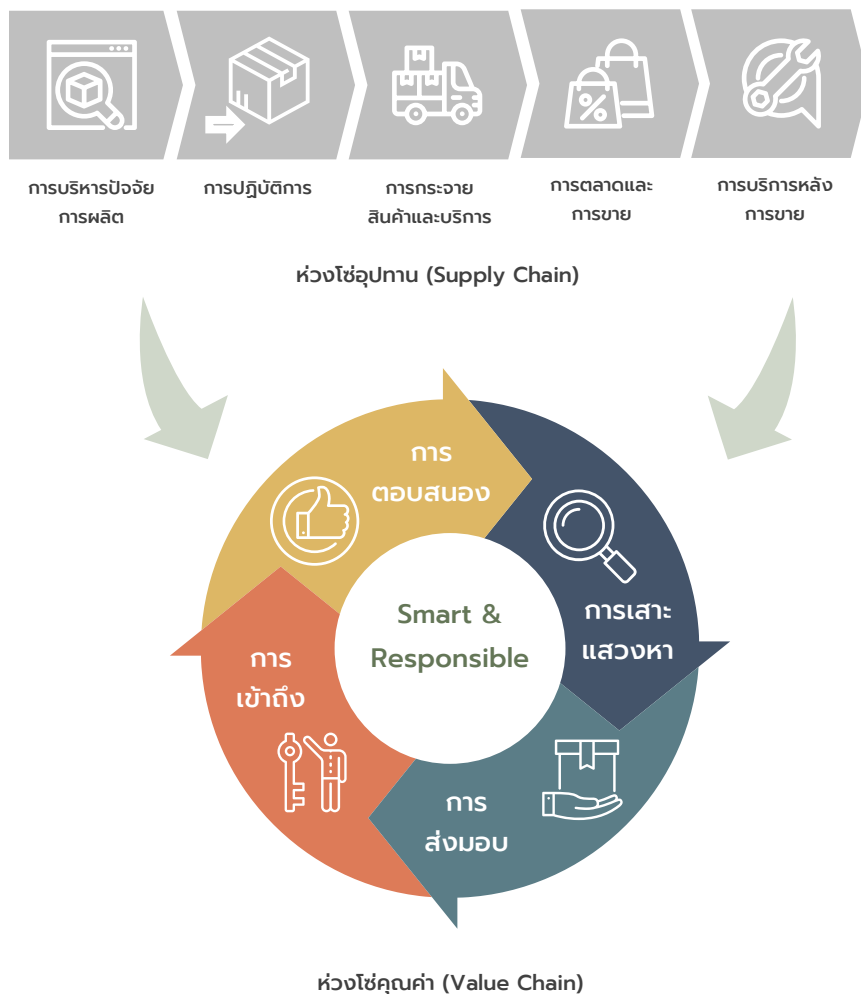 การบริหารปัจจัย
การผลิต
การปฏิบัติการ
การกระจาย
สินค้าและบริการ
การตลาดและ
การขาย
การบริการหลัง
การขาย
ห่วงโซ่อุปทาน (Supply Chain)
การ
ตอบสนอง
การเสาะ
แสวงหา
Smart &
Responsible
การ
เข้าถึง
การ
ส่งมอบ
ห่วงโซ่คุณค่า (Value Chain)